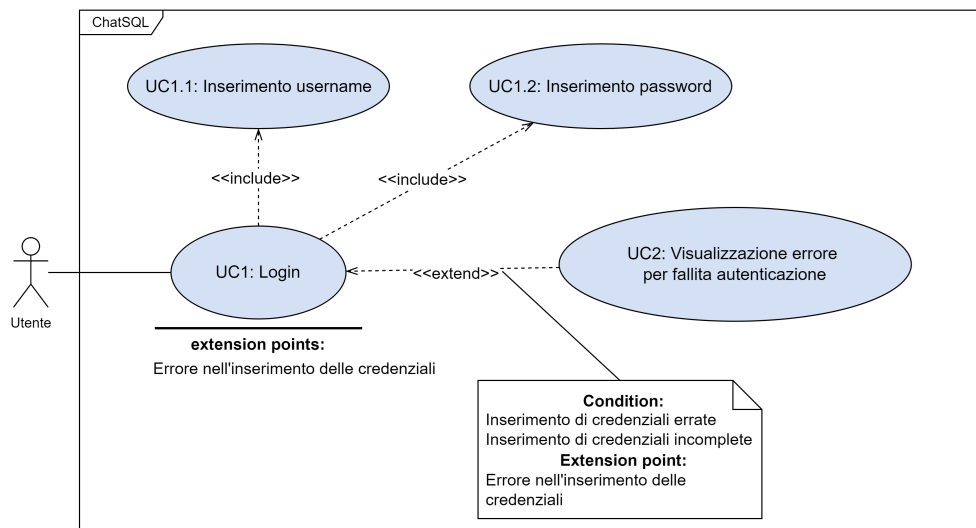 ChatSQL
UC1.1: Inserimento username
UC1.2: Inserimento password
<<include>>
<<include>>
UC1: Login
<<extend>>
UC2: Visualizzazione errore
per fallita autenticazione
Utente
extension points:
Errore nell'inserimento delle credenziali
Condition:
Inserimento di credenziali errate
Inserimento di credenziali incomplete
Extension point:
Errore nell'inserimento delle
credenziali